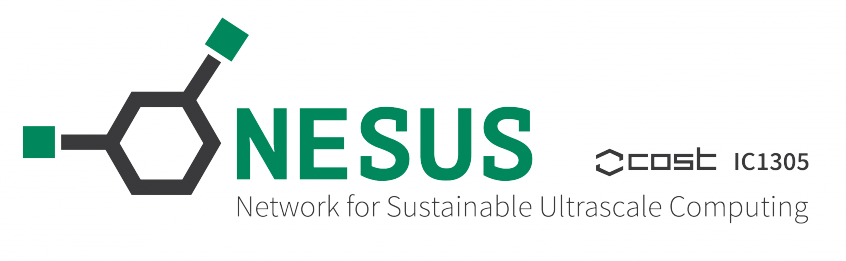 NESUS
cost IC1305
Network for Sustainable Ultrascale Computing